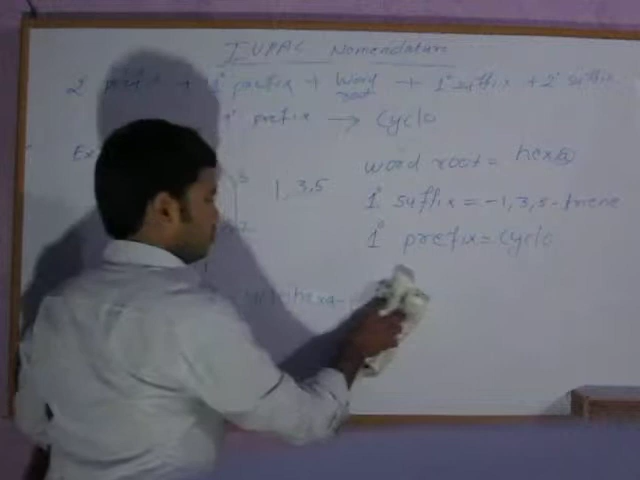 IUPAC Nomenclature
2° prefix + 1° prefix + Word root + 1° suffix + 2° suffix
prefix → Cyclo
Ex
word root = hexa
1, 3,5
1° suffix = -1,3,5-triene
1° prefix = Cyclo
hexa-